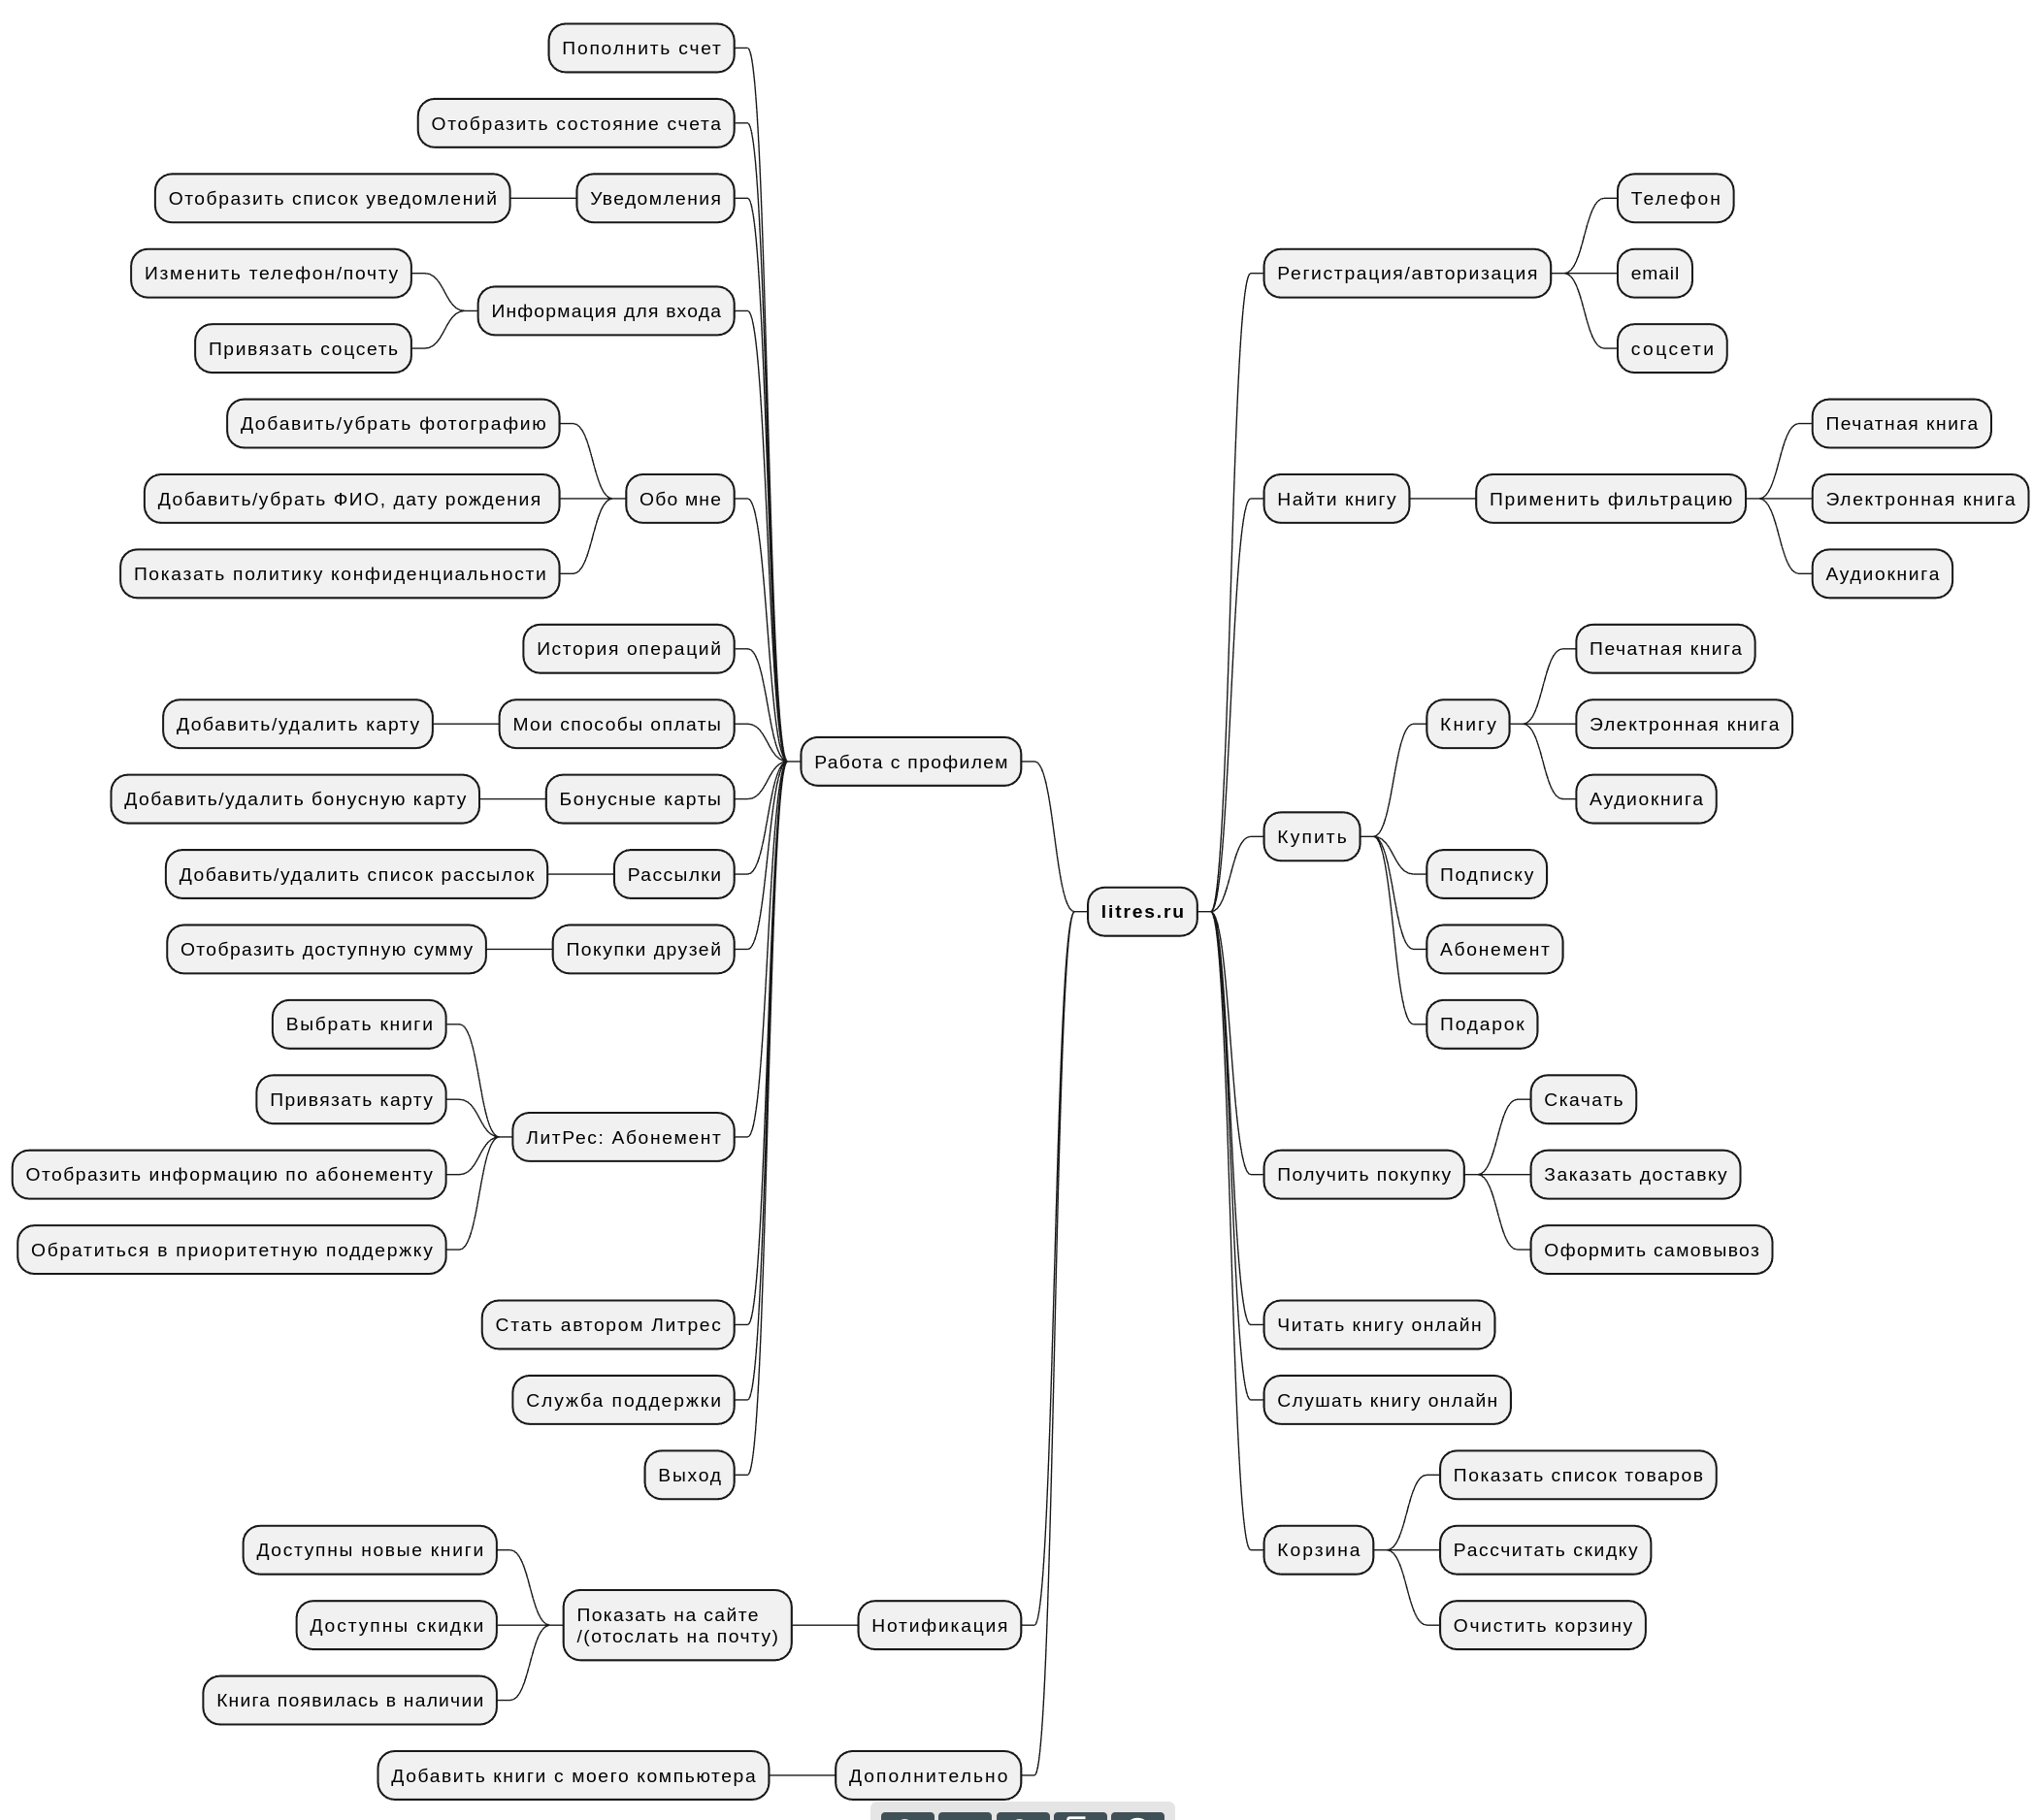 Пополнить счет
Отобразить состояние счета
Отобразить список уведомлений
Уведомления
Изменить телефон/почту
Информация для входа
Привязать соцсеть
Добавить/убрать фотографию
Добавить/убрать ФИО, дату рождения
Обо мне
Показать политику конфиденциальности
История операций
Добавить/удалить карту
Мои способы оплаты
Работа с профилем
Добавить/удалить бонусную карту
Бонусные карты
Добавить/удалить список рассылок
Рассылки
Отобразить доступную сумму
Покупки друзей
Выбрать книги
Привязать карту
ЛитРес: Абонемент
Отобразить информацию по абонементу
Обратиться в приоритетную поддержку
Стать автором Литрес
Служба поддержки
Выход
Доступны новые книги
Доступны скидки
Показать на сайте
/(отослать на почту)
Нотификация
Книга появилась в наличии
Добавить книги с моего компьютера
Дополнительно
litres.ru
Регистрация/авторизация
Телефон
email
соцсети
Найти книгу
Применить фильтрацию
Печатная книга
Электронная книга
Аудиокнига
Купить
Книгу
Печатная книга
Электронная книга
Аудиокнига
Подписку
Абонемент
Подарок
Получить покупку
Скачать
Заказать доставку
Оформить самовывоз
Читать книгу онлайн
Слушать книгу онлайн
Корзина
Показать список товаров
Рассчитать скидку
Очистить корзину